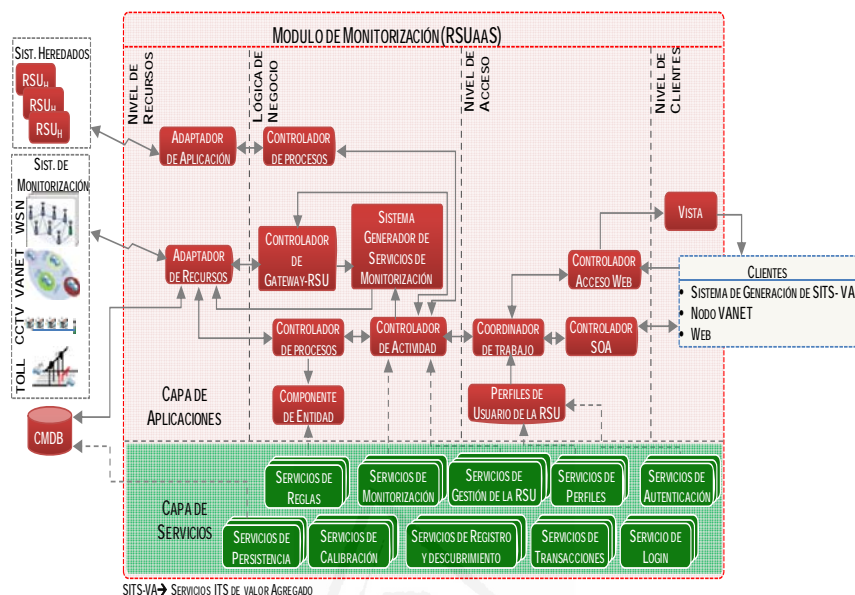 MODULO DE MONITORIZACIÓN (RSUAAS)
SIST. HEREDADOS
RSUH
RSUH
RSUH
NIVEL DE
RECURSOS
LÓGICA DE
NEGOCIO
NIVEL DE
ACCESO
NIVEL DE
CLIENTES
ADAPTADOR
DE APLICACIÓN
CONTROLADOR
DE PROCESOS
SIST. DE
MONITORIZACIÓN
WSN
VANET
CCTV
TOLL
ADAPTADOR
DE RECURSOS
CONTROLADOR
DE
GATEWAY-RSU
SISTEMA
GENERADOR DE
SERVICIOS DE
MONITORIZACIÓN
VISTA
CONTROLADOR
ACCESO WEB
CLIENTES
• SISTEMA DE GENERACIÓN DE SITS- VA
• NODO VANET
• WEB
CONTROLADOR
DE PROCESOS
CONTROLADOR
DE ACTIVIDAD
COORDINADOR
DE TRABAJO
CONTROLADOR
SOA
COMPONENTE
DE ENTIDAD
PERFILES DE
USUARIO DE LA RSU
CAPA DE
APLICACIONES
CMDB
SERVICIOS DE
REGLAS
SERVICIOS DE
MONITORIZACIÓN
SERVICIOS DE
GESTIÓN DE LA RSU
SERVICIOS DE
PERFILES
SERVICIOS DE
AUTENTICACIÓN
CAPA DE
SERVICIOS
SERVICIOS DE
PERSISTENCIA
SERVICIOS DE
CALIBRACIÓN
SERVICIOS DE REGISTRO
Y DESCUBRIMIENTO
SERVICIOS DE
TRANSACCIONES
SERVICIO DE
LOGIN
SITS-VA→ SERVICIOS ITS DE VALOR AGREGADO